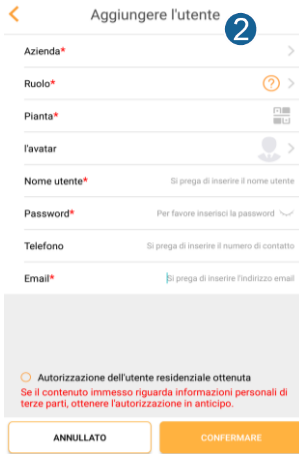 Aggiungere l'utente
2
Azienda*
Ruolo*
?
Pianta*
l'avatar
Nome utente* Si prega di inserire il nome utente
Password* Per favore inserisci la password
Telefono Si prega di inserire il numero di contatto
Email* Si prega di inserire l'indirizzo email
Autorizzazione dell'utente residenziale ottenuta
Se il contenuto immesso riguarda informazioni personali di
terze parti, ottenere l'autorizzazione in anticipo.
ANNULLATO CONFERMARE